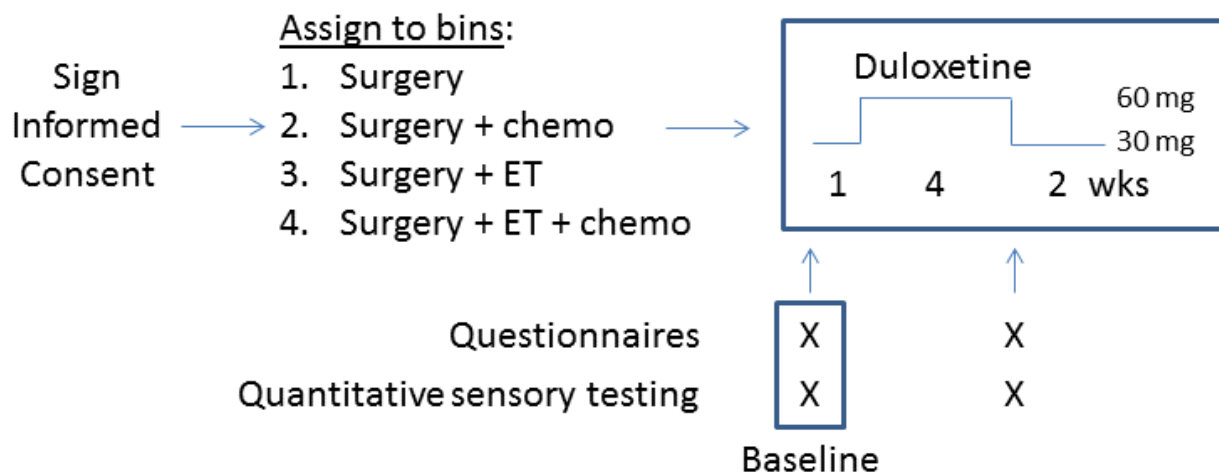 Sign
Informed
Consent
Assign to bins:
1. Surgery
2. Surgery + chemo
3. Surgery + ET
4. Surgery + ET + chemo
Duloxetine
60 mg
30 mg
1 4 2 wks
Questionnaires X X
Quantitative sensory testing X X
Baseline